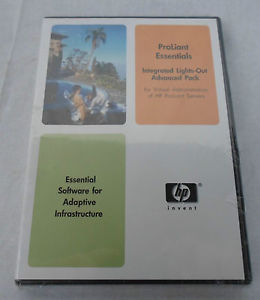 ProLiant
Essentials
Integrated Lights-Out
Advanced Pack
For Virtual Administration
of HP ProLiant Servers
Essential
Software for
Adaptive
Infrastructure
hp
invent